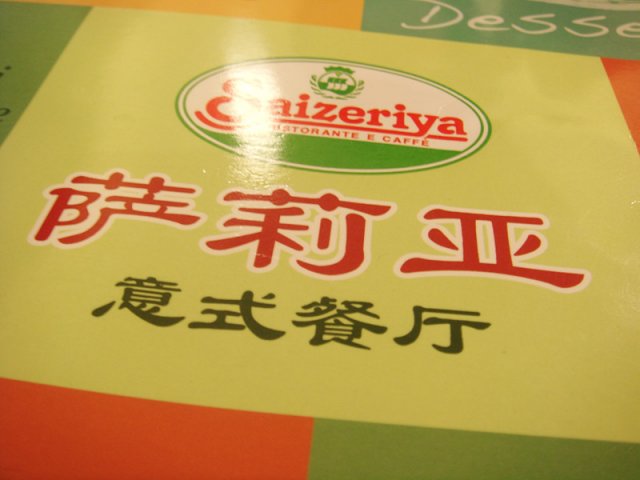 Desse
Saizeriya
RISTORANTE E CAFFÈ
萨莉亚
意式餐厅